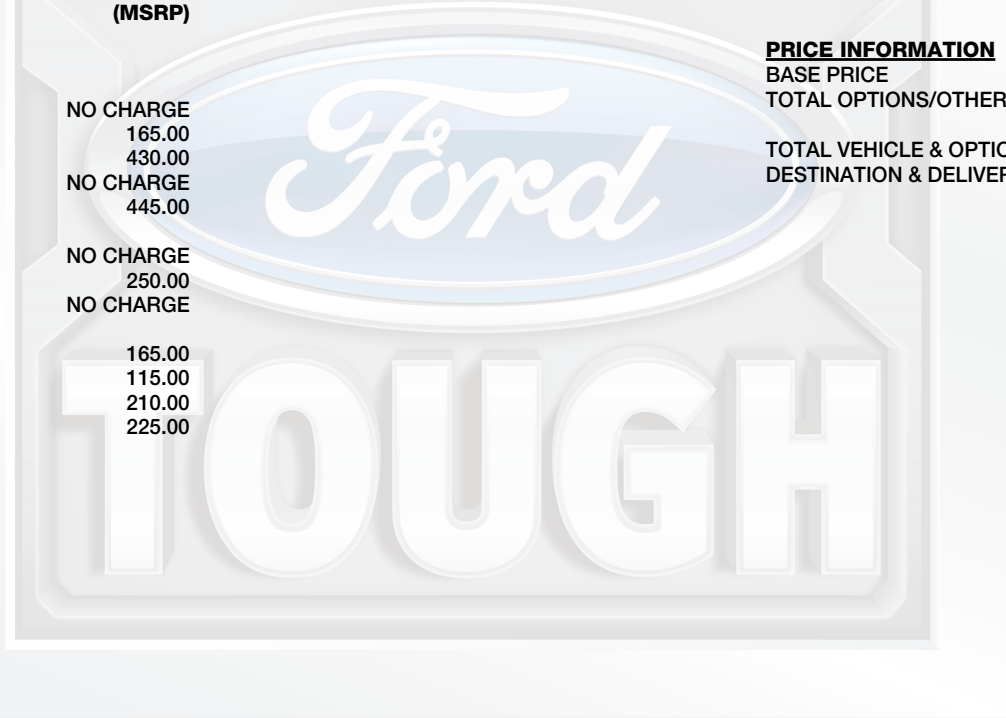 (MSRP)
NO CHARGE
165.00
430.00
NO CHARGE
445.00
NO CHARGE
250.00
NO CHARGE
165.00
115.00
210.00
225.00
PRICE INFORMATION
BASE PRICE
TOTAL OPTIONS/OTHER
TOTAL VEHICLE & OPTIO
DESTINATION & DELIVER
Ford
TOUGH